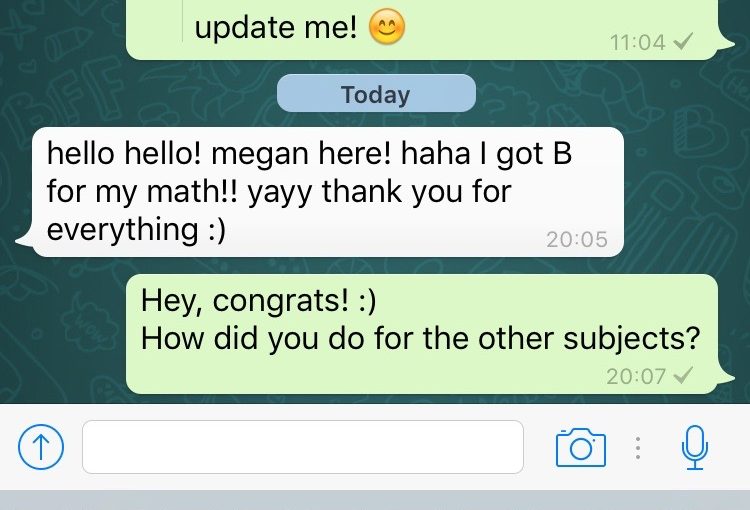 update me! 😊
11:04
Today
hello hello! megan here! haha I got B
for my math!! yayy thank you for
everything :)
20:05
Hey, congrats! :)
How did you do for the other subjects?
20:07